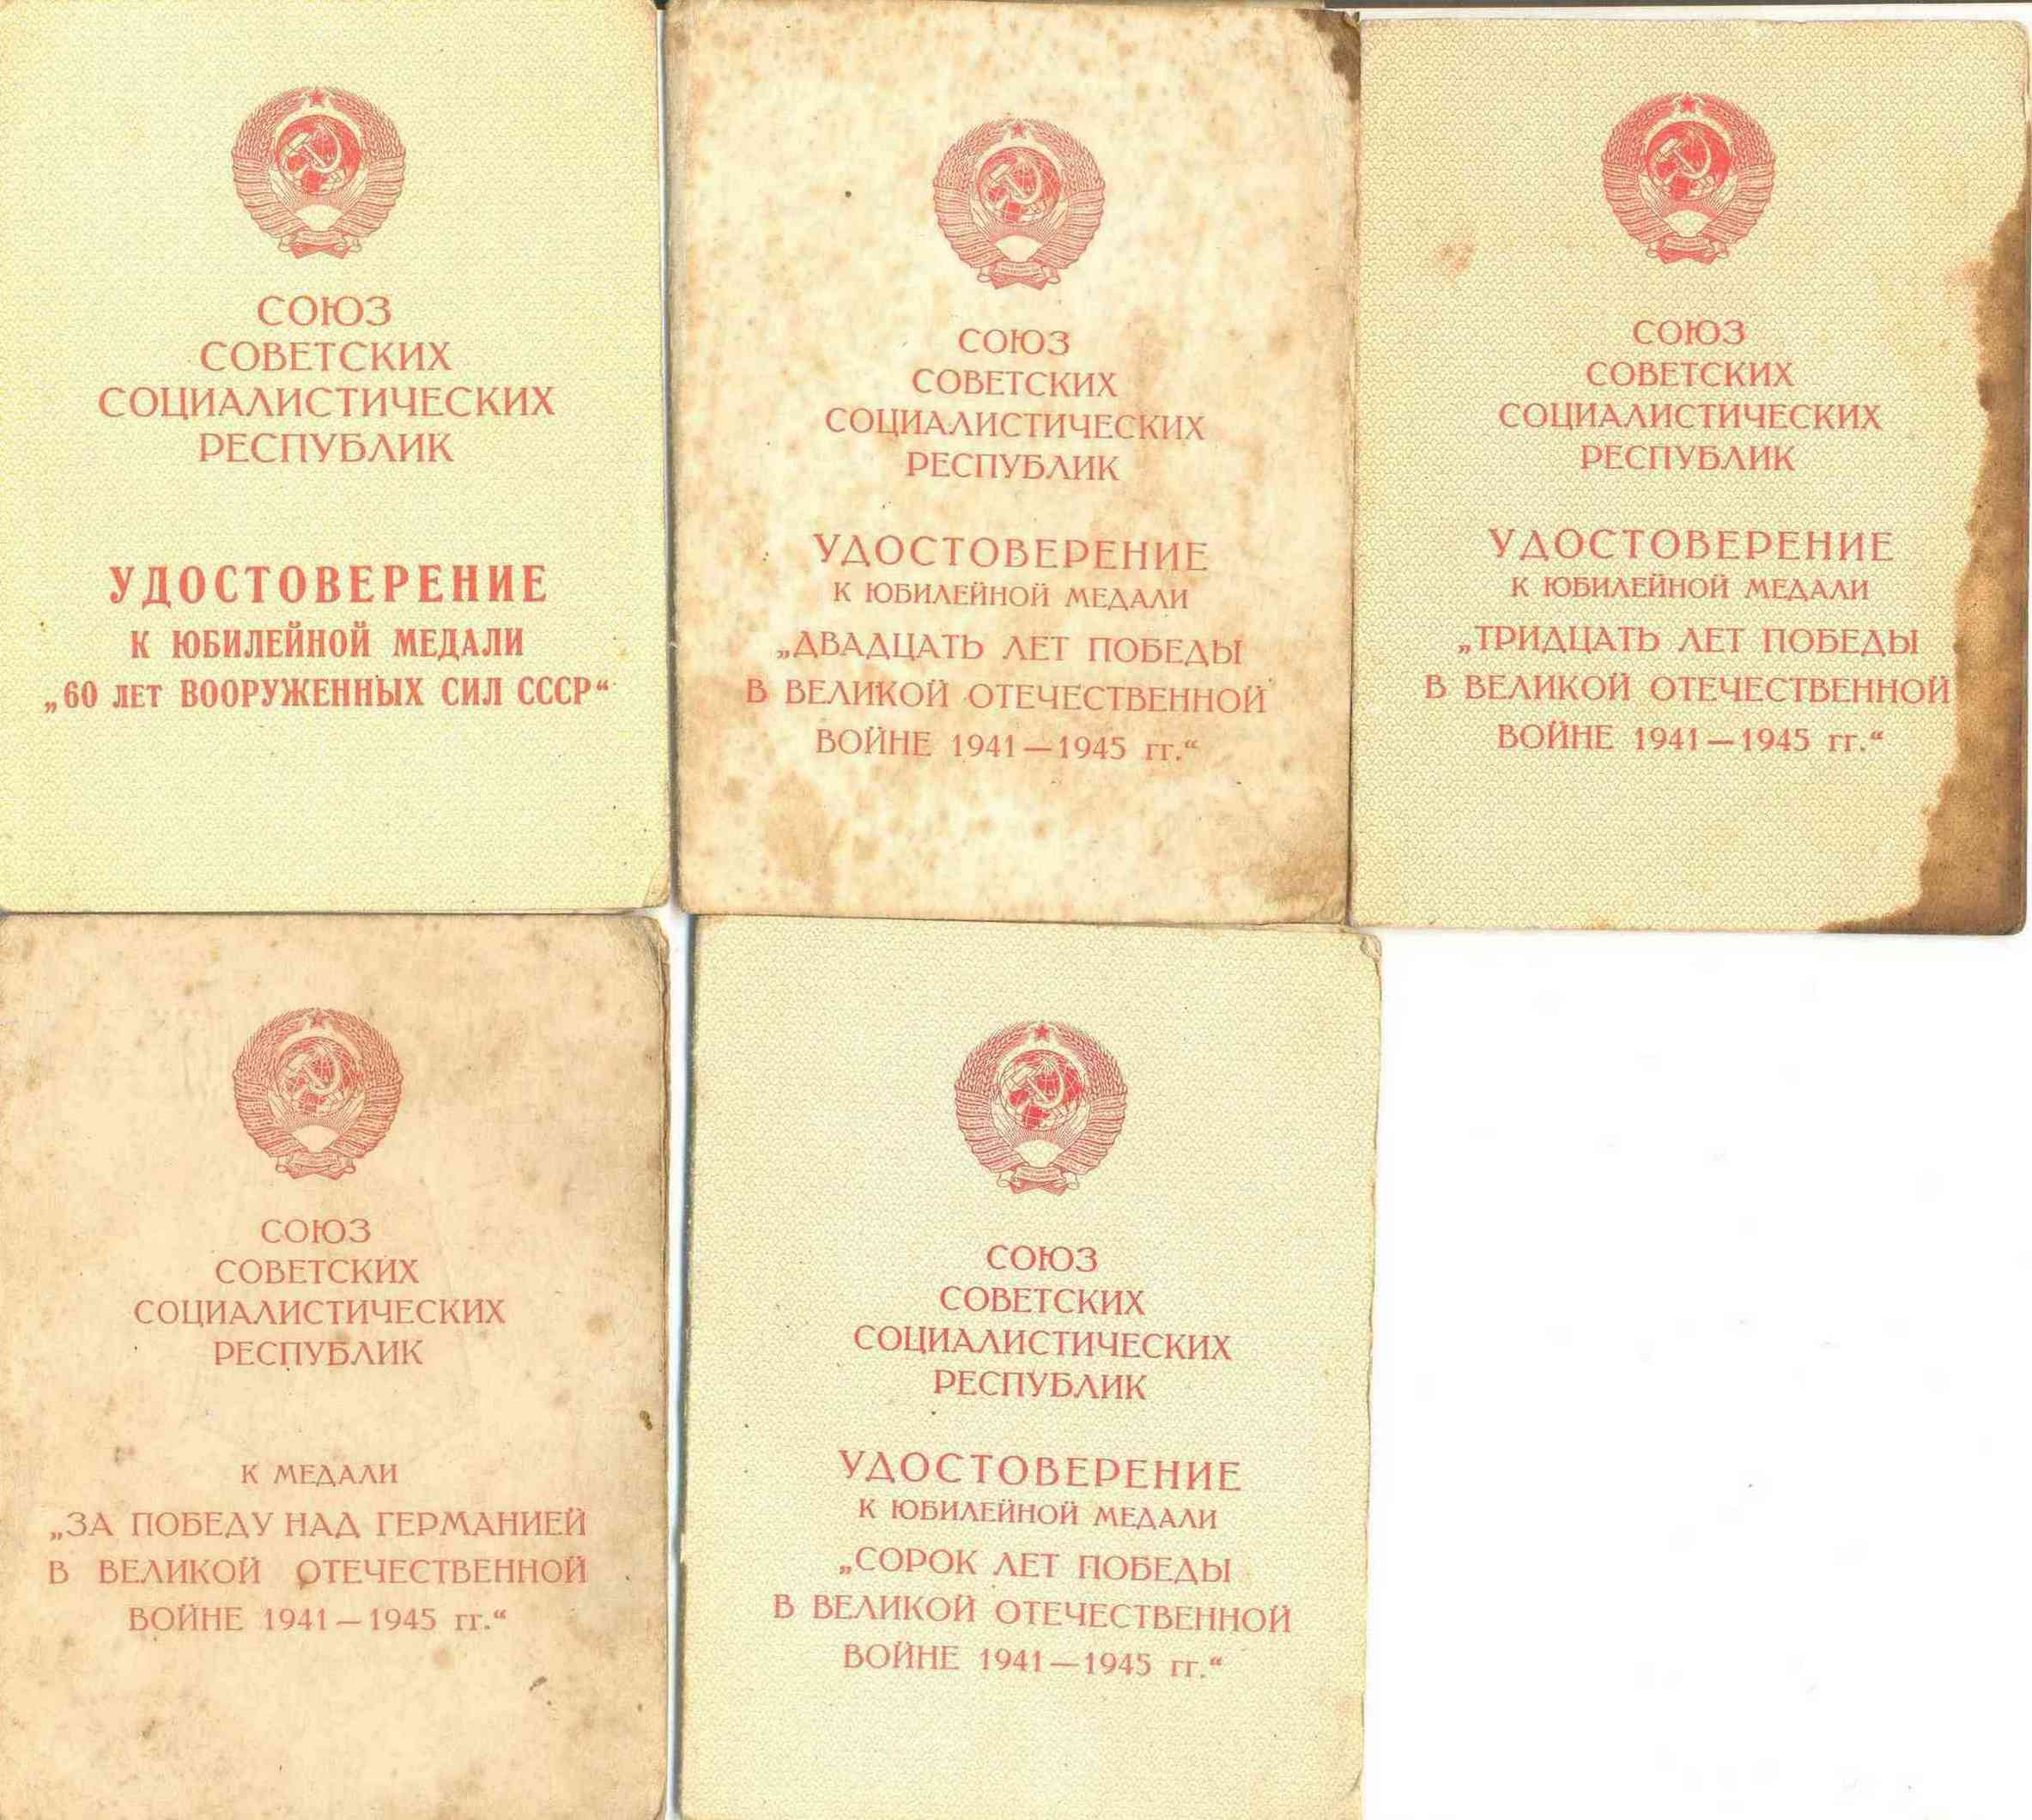 СОЮЗ
СОВЕТСКИХ
СОЦИАЛИСТИЧЕСКИХ
РЕСПУБЛИК
УДОСТОВЕРЕНИЕ
К ЮБИЛЕЙНОЙ МЕДАЛИ
„60 ЛЕТ ВООРУЖЕННЫХ СИЛ СССР“
СОЮЗ
СОВЕТСКИХ
СОЦИАЛИСТИЧЕСКИХ
РЕСПУБЛИК
УДОСТОВЕРЕНИЕ
К ЮБИЛЕЙНОЙ МЕДАЛИ
„ДВАДЦАТЬ ЛЕТ ПОБЕДЫ
В ВЕЛИКОЙ ОТЕЧЕСТВЕННОЙ
ВОЙНЕ 1941—1945 гг.“
СОЮЗ
СОВЕТСКИХ
СОЦИАЛИСТИЧЕСКИХ
РЕСПУБЛИК
УДОСТОВЕРЕНИЕ
К ЮБИЛЕЙНОЙ МЕДАЛИ
„ТРИДЦАТЬ ЛЕТ ПОБЕДЫ
В ВЕЛИКОЙ ОТЕЧЕСТВЕННОЙ
ВОЙНЕ 1941—1945 гг.“
СОЮЗ
СОВЕТСКИХ
СОЦИАЛИСТИЧЕСКИХ
РЕСПУБЛИК
К МЕДАЛИ
„ЗА ПОБЕДУ НАД ГЕРМАНИЕЙ
В ВЕЛИКОЙ ОТЕЧЕСТВЕННОЙ
ВОЙНЕ 1941—1945 гг.“
СОЮЗ
СОВЕТСКИХ
СОЦИАЛИСТИЧЕСКИХ
РЕСПУБЛИК
УДОСТОВЕРЕНИЕ
К ЮБИЛЕЙНОЙ МЕДАЛИ
„СОРОК ЛЕТ ПОБЕДЫ
В ВЕЛИКОЙ ОТЕЧЕСТВЕННОЙ
ВОЙНЕ 1941—1945 гг.“